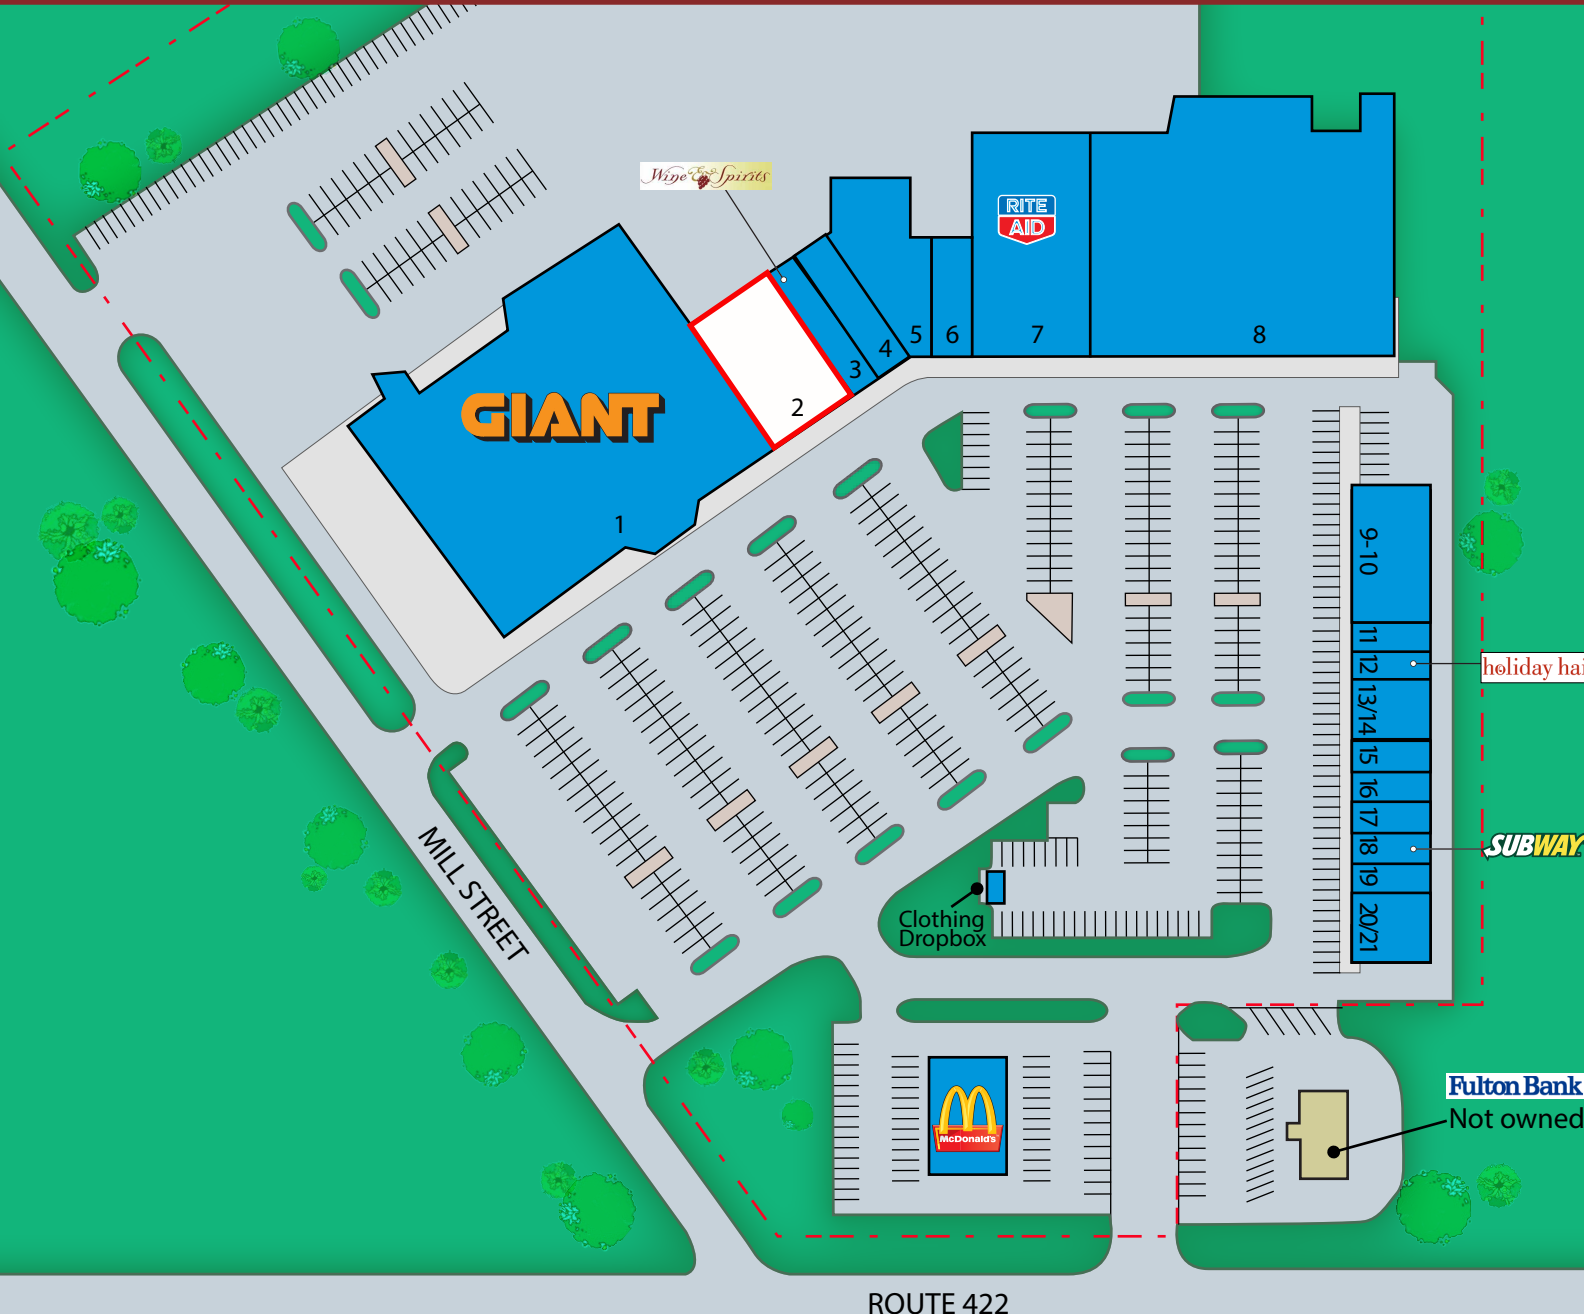 Wine & Spirits
RITE
AID
GIANT
1
2
3
4
5
6
7
8
9-10
11
12
13/14
15
16
17
18
19
20/21
holiday hai
SUBWAY
Clothing
Dropbox
MILL STREET
McDonald's
Fulton Bank
Not owned
ROUTE 422